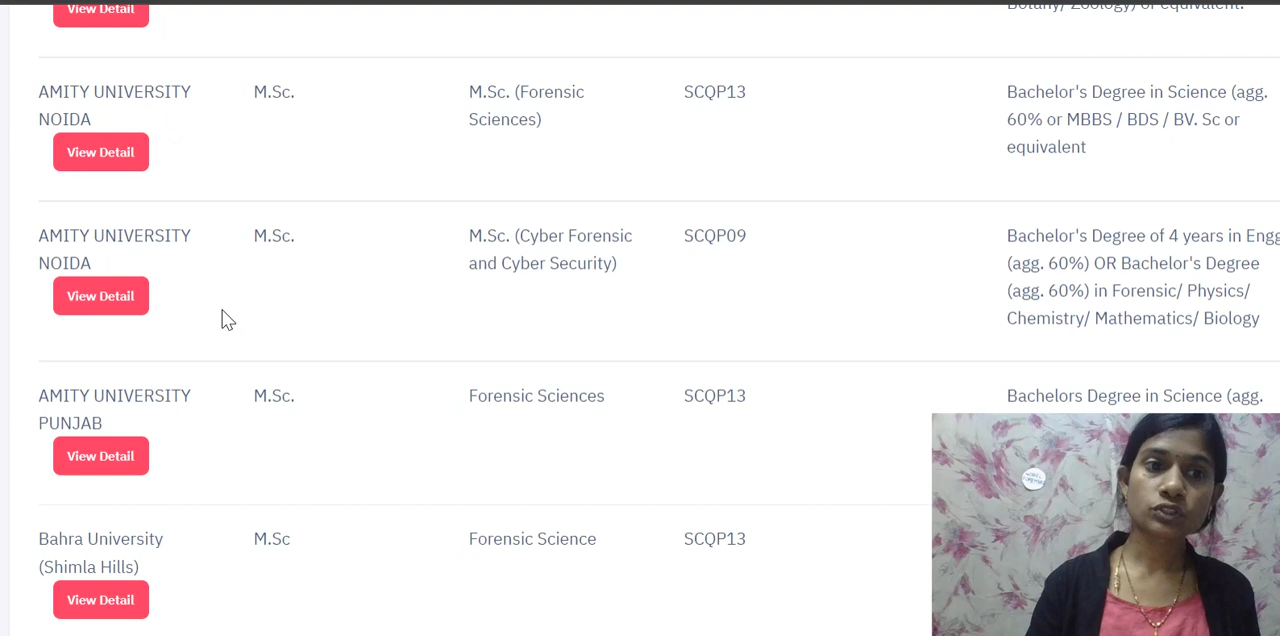 View Detail
Botany/ Zoology) or equivalent.
AMITY UNIVERSITY
NOIDA
View Detail
M.Sc.
M.Sc. (Forensic
Sciences)
SCQP13
Bachelor's Degree in Science (agg.
60% or MBBS / BDS / BV. Sc or
equivalent
AMITY UNIVERSITY
NOIDA
View Detail
M.Sc.
M.Sc. (Cyber Forensic
and Cyber Security)
SCQP09
Bachelor's Degree of 4 years in Engg
(agg. 60%) OR Bachelor's Degree
(agg. 60%) in Forensic/ Physics/
Chemistry/ Mathematics/ Biology
AMITY UNIVERSITY
PUNJAB
View Detail
M.Sc.
Forensic Sciences
SCQP13
Bachelors Degree in Science (agg.
Bahra University
(Shimla Hills)
View Detail
M.Sc
Forensic Science
SCQP13